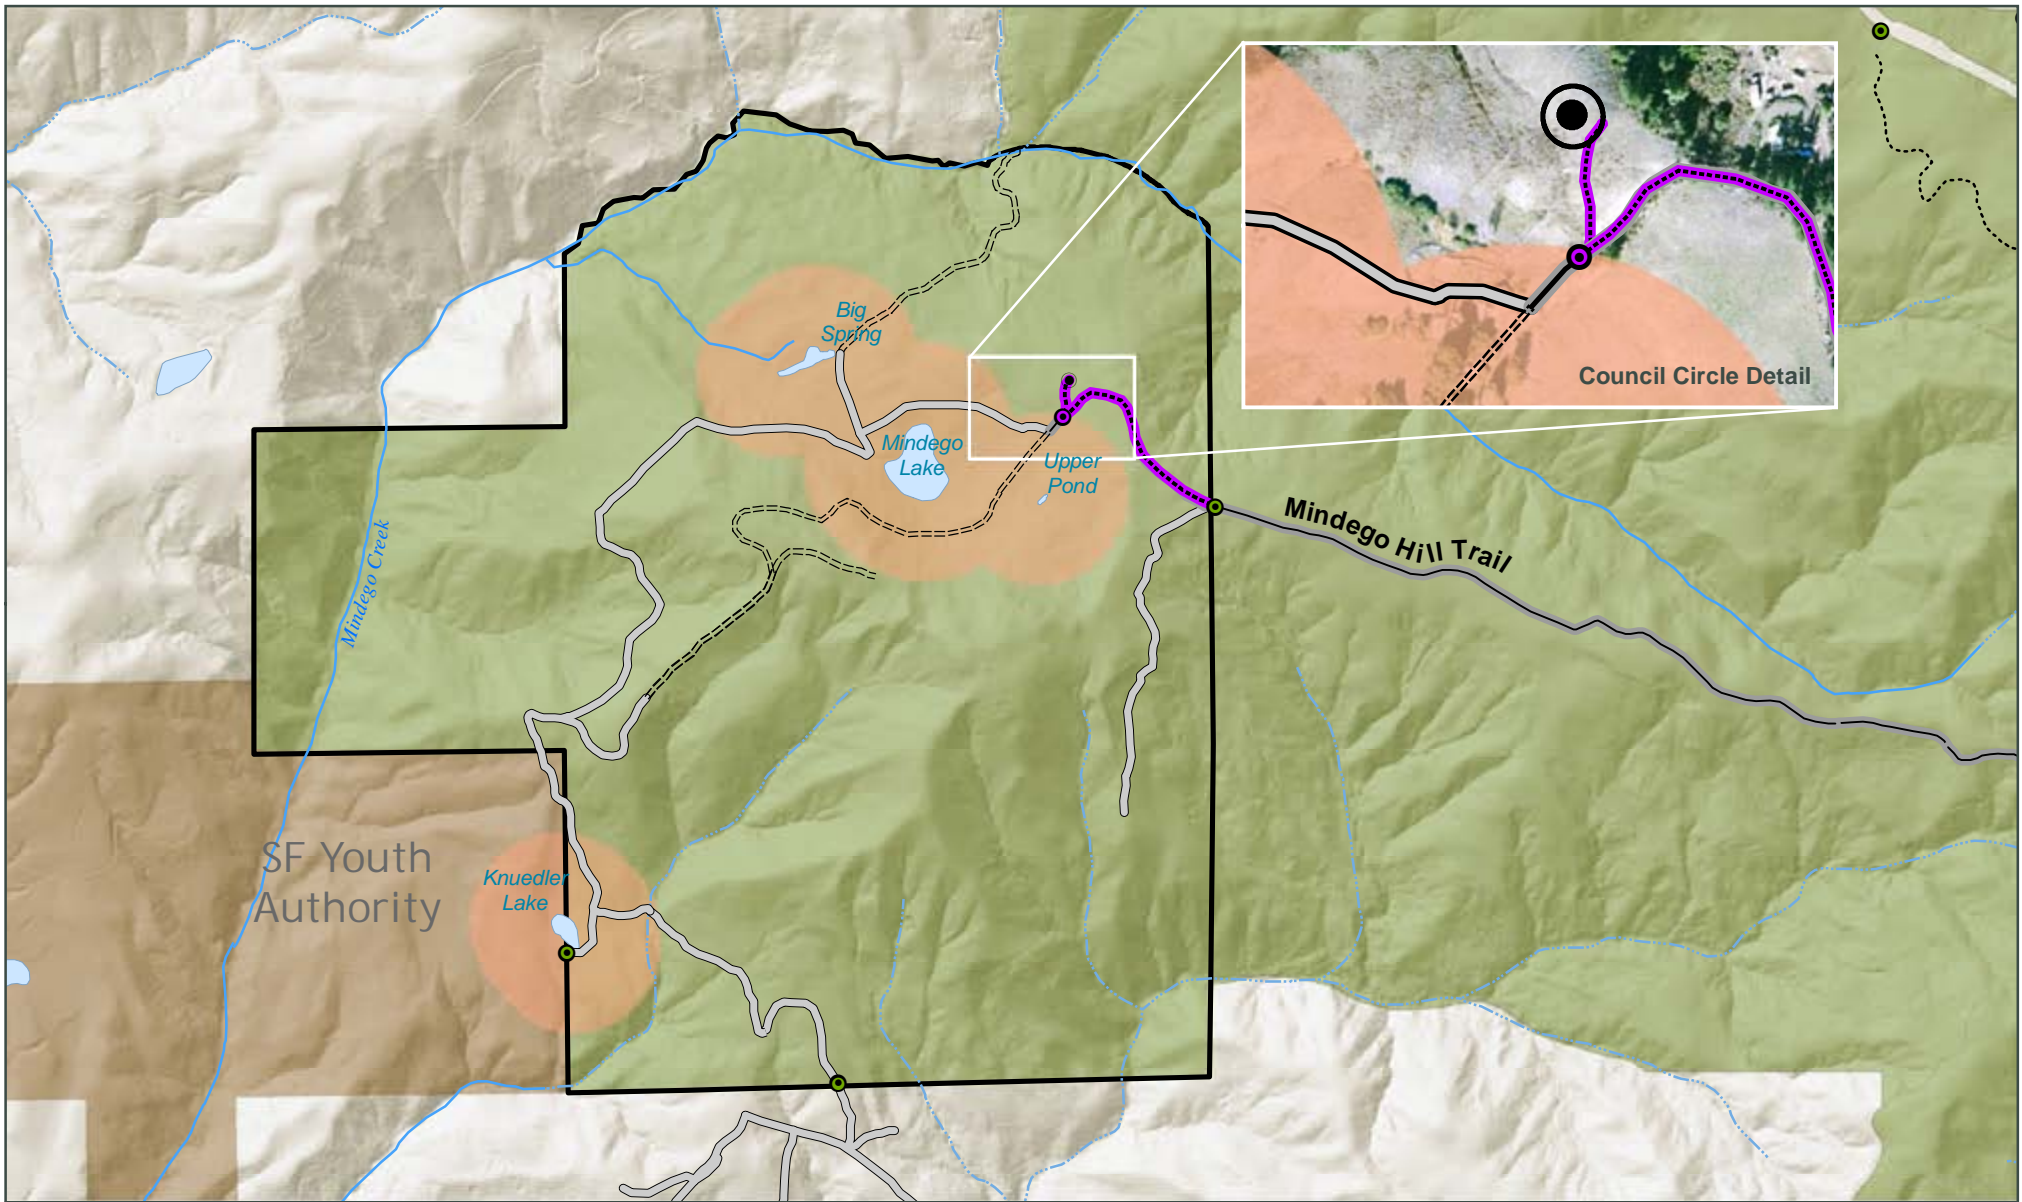 Big
Spring
Mindego
Lake
Upper
Pond
Council Circle Detail
Mindego Hill Trail
Mindego Creek
SF Youth
Authority
Knuedler
Lake